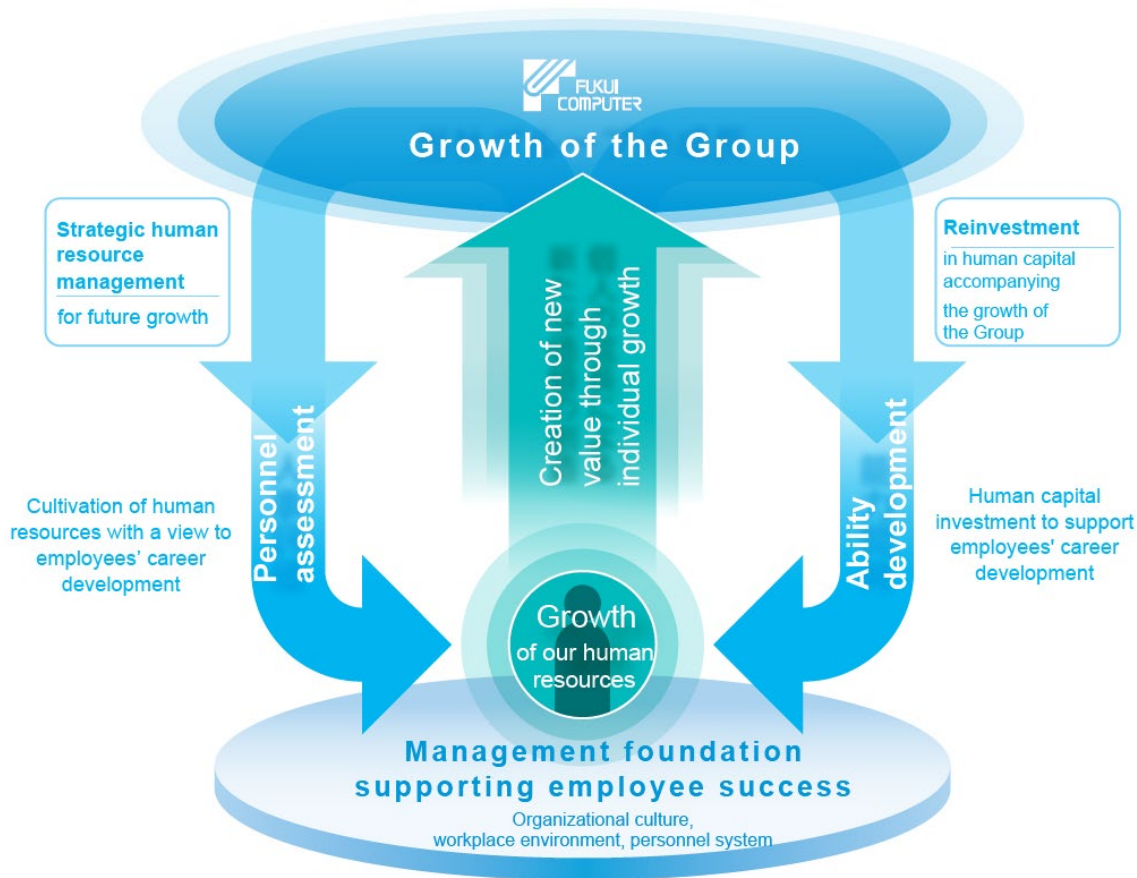 FUKUI
COMPUTER
Growth of the Group
Strategic human
resource
management
for future growth
Reinvestment
in human capital
accompanying
the growth of
the Group
Creation of new
value through
individual growth
Personnel
assessment
Ability
development
Cultivation of human
resources with a view to
employees’ career
development
Human capital
investment to support
employees' career
development
Growth
of our human
resources
Management foundation
supporting employee success
Organizational culture,
workplace environment, personnel system